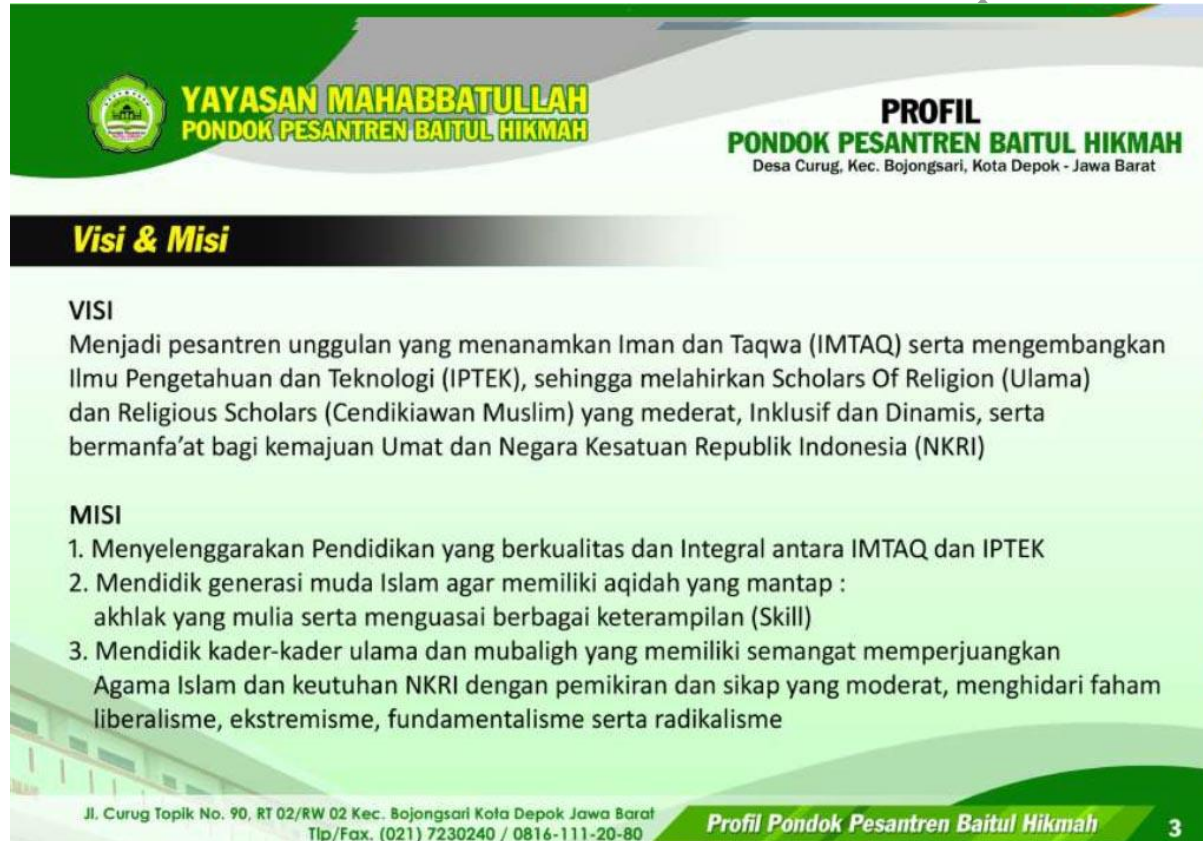 YAYASAN MAHABBATULLAH
PONDOK PESANTREN BAITUL HIKMAH
PROFIL
PONDOK PESANTREN BAITUL HIKMAH
Desa Curug, Kec. Bojongsari, Kota Depok - Jawa Barat
Visi & Misi
VISI
Menjadi pesantren unggulan yang menanamkan Iman dan Taqwa (IMTAQ) serta mengembangkan
Ilmu Pengetahuan dan Teknologi (IPTEK), sehingga melahirkan Scholars Of Religion (Ulama)
dan Religious Scholars (Cendikiawan Muslim) yang mederat, Inklusif dan Dinamis, serta
bermanfa'at bagi kemajuan Umat dan Negara Kesatuan Republik Indonesia (NKRI)
MISI
1. Menyelenggarakan Pendidikan yang berkualitas dan Integral antara IMTAQ dan IPTEK
2. Mendidik generasi muda Islam agar memiliki aqidah yang mantap :
akhlak yang mulia serta menguasai berbagai keterampilan (Skill)
3. Mendidik kader-kader ulama dan mubaligh yang memiliki semangat memperjuangkan
Agama Islam dan keutuhan NKRI dengan pemikiran dan sikap yang moderat, menghidari faham
liberalisme, ekstremisme, fundamentalisme serta radikalisme
Jl. Curug Topik No. 90, RT 02/RW 02 Kec. Bojongsari Kota Depok Jawa Barat
Tlp/Fax. (021) 7230240 / 0816-111-20-80
Profil Pondok Pesantren Baitul Hikmah
3